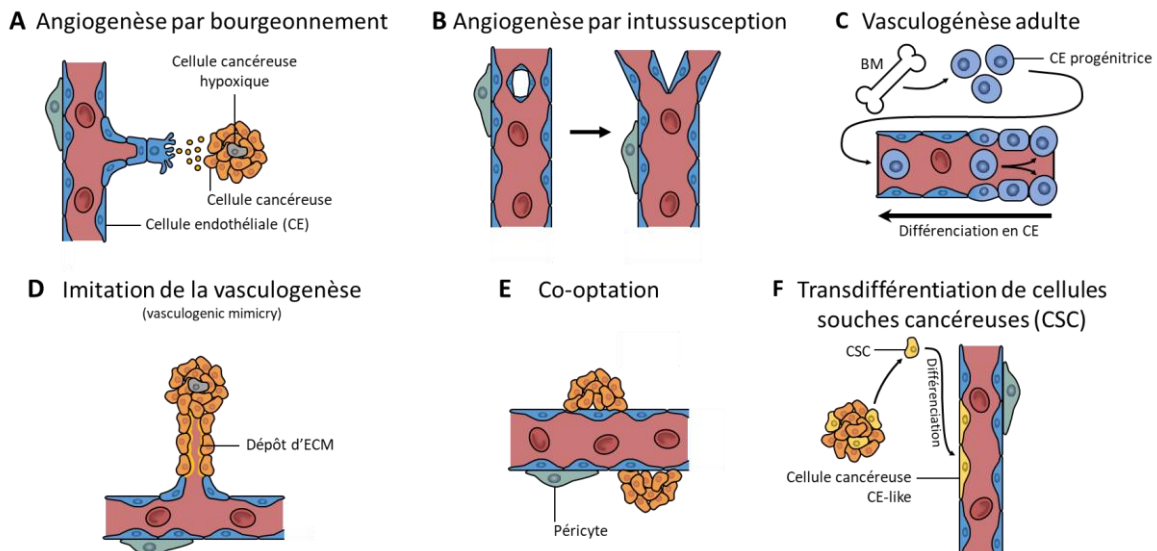 A Angiogenèse par bourgeonnement
Cellule cancéreuse
hypoxique
Cellule cancéreuse
Cellule endothéliale (CE)
B Angiogenèse par intussusception
C Vasculogénèse adulte
BM
CE progénitrice
Différenciation en CE
D Imitation de la vasculogenèse
(vasculogenic mimicry)
Dépôt d'ECM
E Co-optation
Péricyte
F Transdifférentiation de cellules
souches cancéreuses (CSC)
CSC
Différenciation
Cellule cancéreuse
CE-like